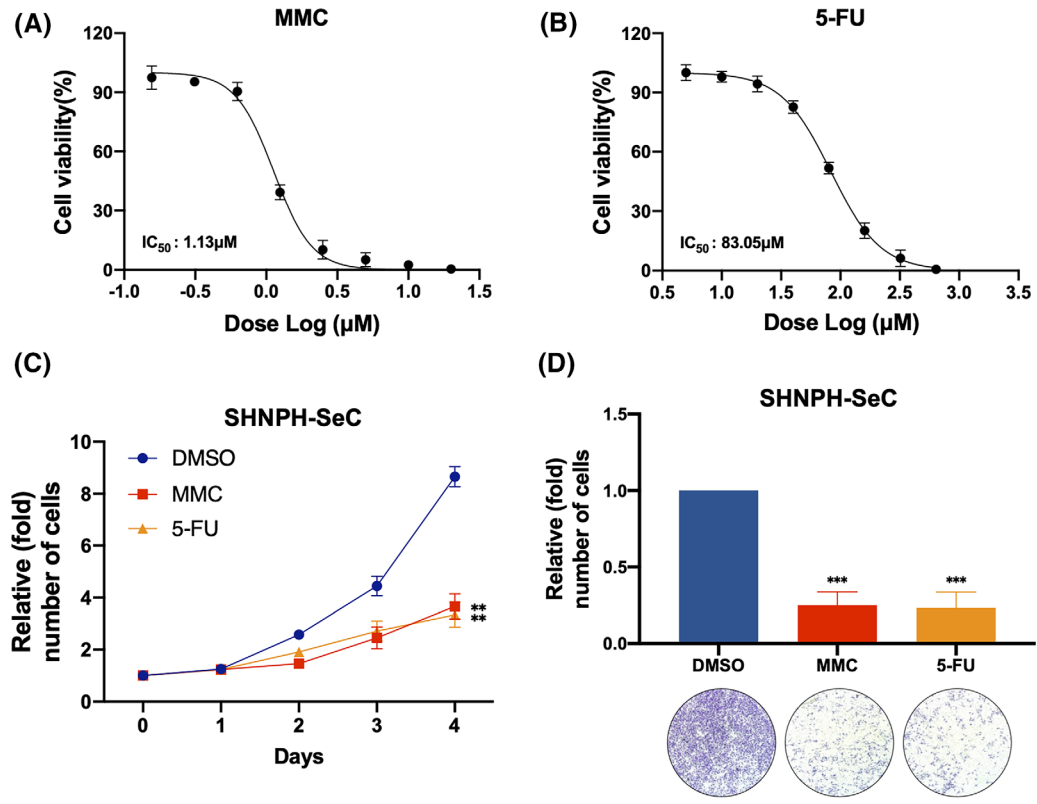 (A)
MMC
Cell viability(%)
120
90
60
30
0
IC50 : 1.13μM
-1.0 -0.5 0.0 0.5 1.0 1.5
Dose Log (μM)
(B)
5-FU
Cell viability(%)
120
90
60
30
0
IC50 : 83.05μM
0.5 1.0 1.5 2.0 2.5 3.0 3.5
Dose Log (μM)
(C)
SHNPH-SeC
Relative (fold)
number of cells
10
8
6
4
2
0
DMSO
MMC
5-FU
**
**
0 1 2 3 4
Days
(D)
SHNPH-SeC
Relative (fold)
number of cells
1.5
1.0
0.5
0.0
*** ***
DMSO MMC 5-FU